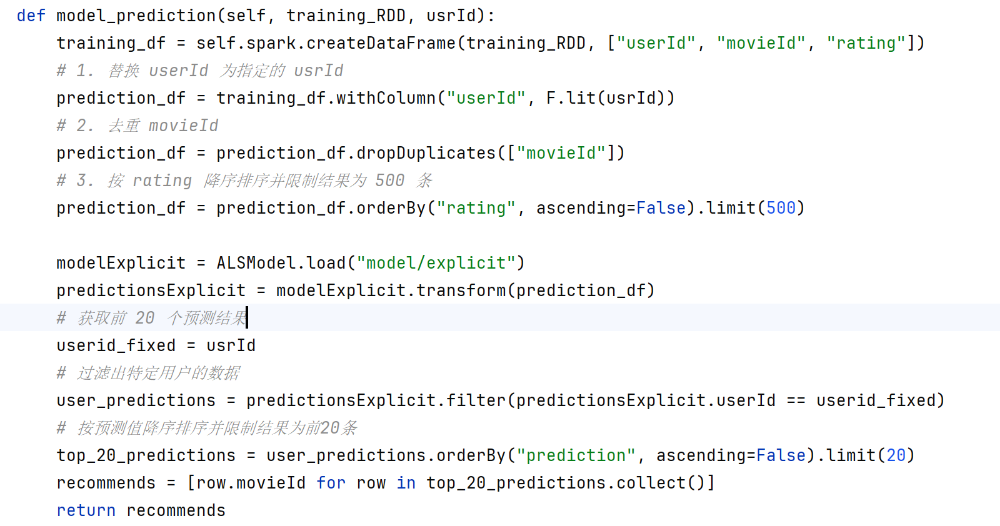 def model_prediction(self, training_RDD, usrId):
    training_df = self.spark.createDataFrame(training_RDD, ["userId", "movieId", "rating"])
    # 1. 替换 userId 为指定的 usrId
    prediction_df = training_df.withColumn("userId", F.lit(usrId))
    # 2. 去重 movieId
    prediction_df = prediction_df.dropDuplicates(["movieId"])
    # 3. 按 rating 降序排序并限制结果为 500 条
    prediction_df = prediction_df.orderBy("rating", ascending=False).limit(500)

    modelExplicit = ALSModel.load("model/explicit")
    predictionsExplicit = modelExplicit.transform(prediction_df)
    # 获取前 20 个预测结果
    userid_fixed = usrId
    # 过滤出特定用户的数据
    user_predictions = predictionsExplicit.filter(predictionsExplicit.userId == userid_fixed)
    # 按预测值降序排序并限制结果为前20条
    top_20_predictions = user_predictions.orderBy("prediction", ascending=False).limit(20)
    recommends = [row.movieId for row in top_20_predictions.collect()]
    return recommends